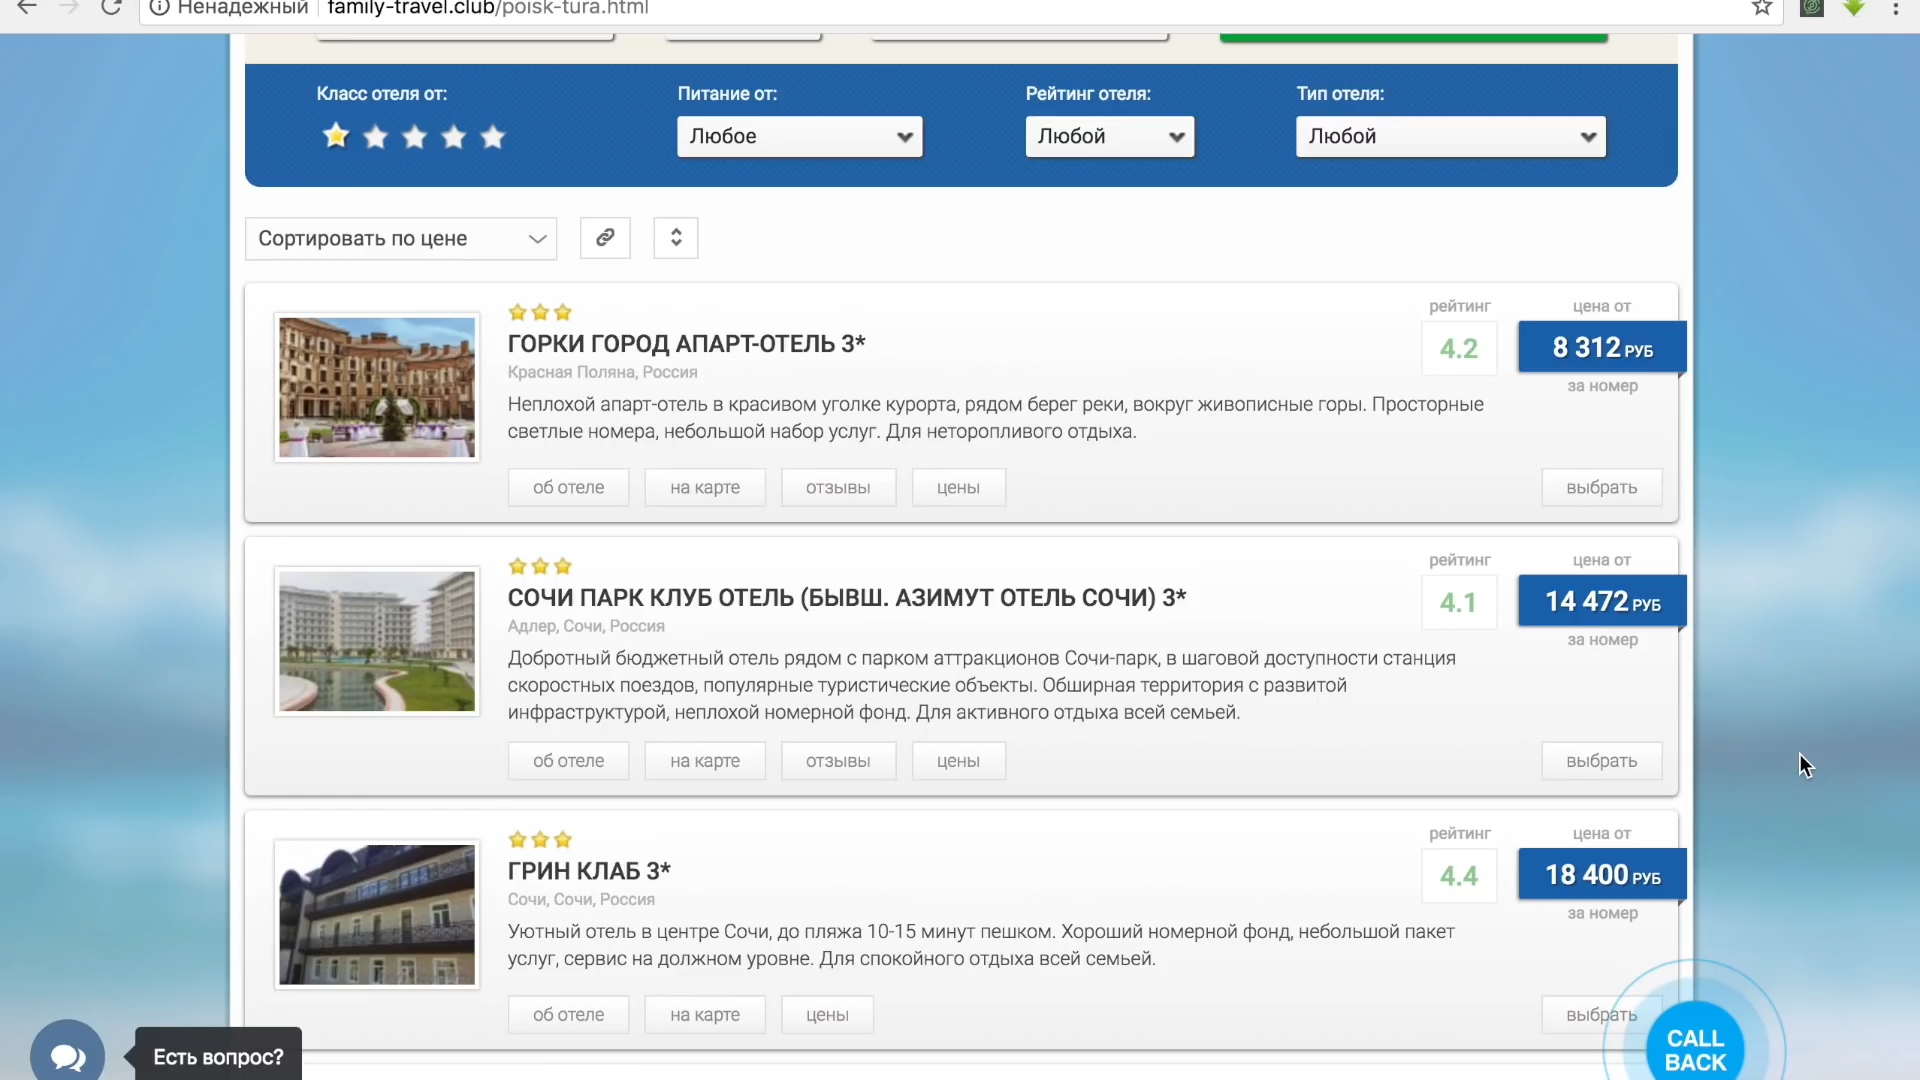 Ненадежный family-travel.club/poisk-tura.html
Класс отеля от: Питание от: Рейтинг отеля: Тип отеля:
Любое Любой Любой
Сортировать по цене
ГОРКИ ГОРОД АПАРТ-ОТЕЛЬ 3*
Красная Поляна, Россия
Неплохой апарт-отель в красивом уголке курорта, рядом берег реки, вокруг живописные горы. Просторные
светлые номера, небольшой набор услуг. Для неторопливого отдыха.
рейтинг
4.2
цена от
8 312 РУБ
за номер
об отеле на карте отзывы цены выбрать
СОЧИ ПАРК КЛУБ ОТЕЛЬ (БЫВШ. АЗИМУТ ОТЕЛЬ СОЧИ) 3*
Адлер, Сочи, Россия
Добротный бюджетный отель рядом с парком аттракционов Сочи-парк, в шаговой доступности станция
скоростных поездов, популярные туристические объекты. Обширная территория с развитой
инфраструктурой, неплохой номерной фонд. Для активного отдыха всей семьей.
рейтинг
4.1
цена от
14 472 РУБ
за номер
об отеле на карте отзывы цены выбрать
ГРИН КЛАБ 3*
Сочи, Сочи, Россия
Уютный отель в центре Сочи, до пляжа 10-15 минут пешком. Хороший номерной фонд, небольшой пакет
услуг, сервис на должном уровне. Для спокойного отдыха всей семьей.
рейтинг
4.4
цена от
18 400 РУБ
за номер
об отеле на карте цены выбрать
Есть вопрос?
CALL
BACK